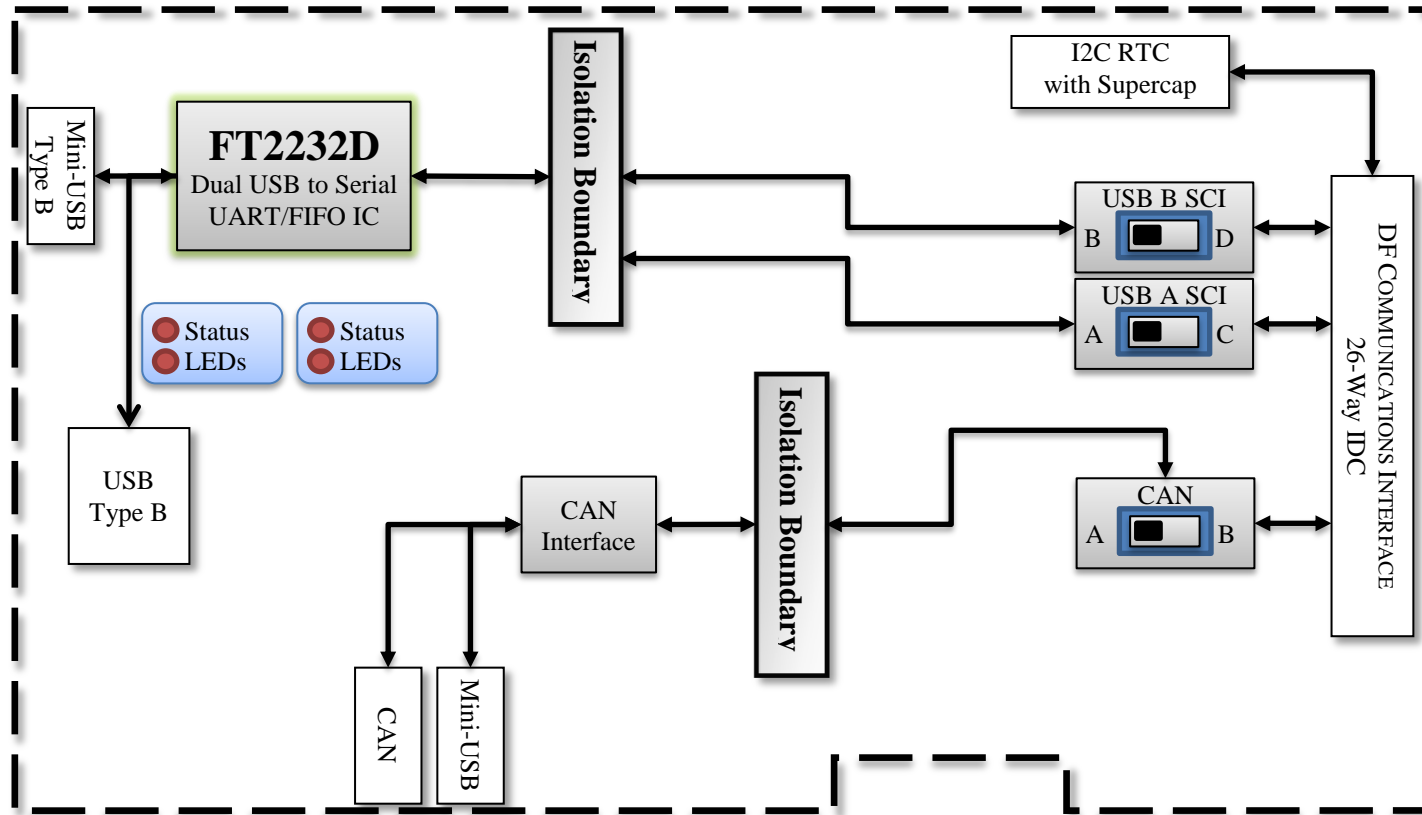 Isolation Boundary
I2C RTC
with Supercap
Mini-USB
Type B
FT2232D
Dual USB to Serial
UART/FIFO IC
USB B SCI
B D
USB A SCI
A C
DF COMMUNICATIONS INTERFACE
26-Way IDC
Status
LEDs
Status
LEDs
USB
Type B
Isolation Boundary
CAN
Interface
CAN
A B
CAN
Mini-USB